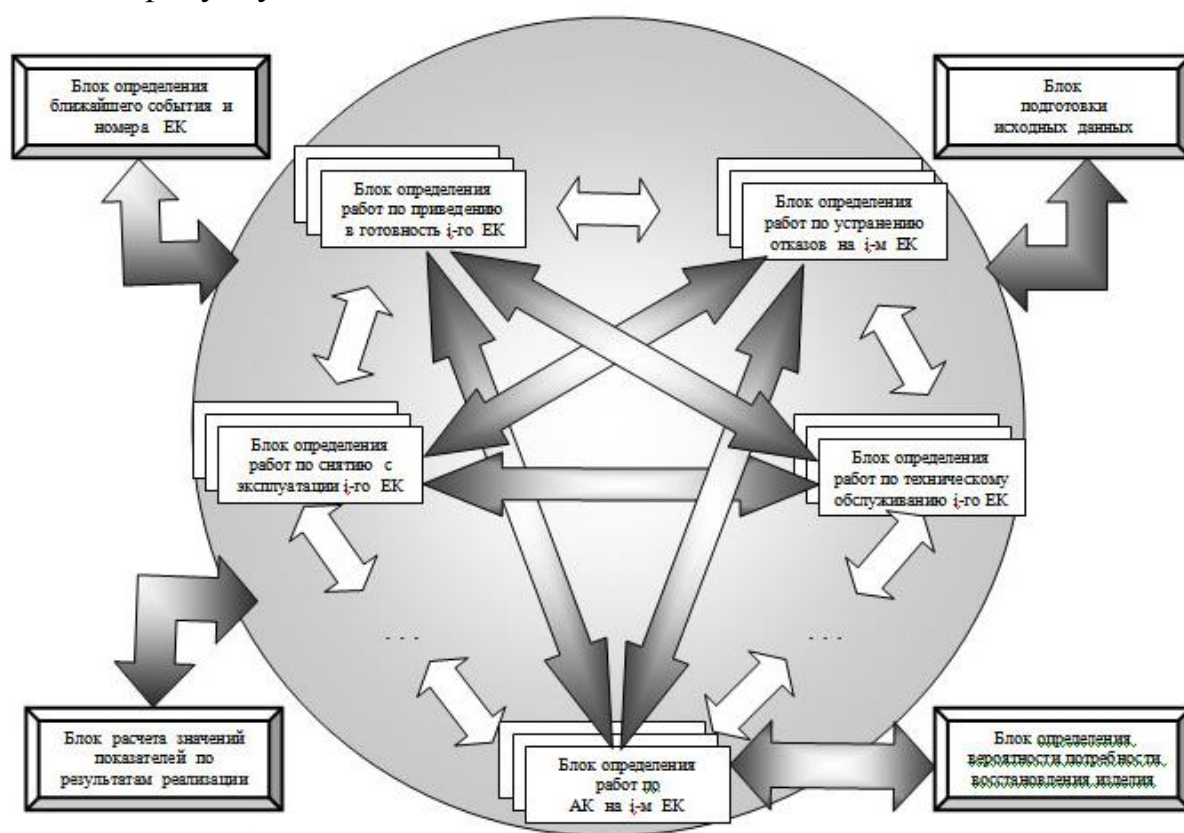 Блок определения
ближайшего события и
номера ЕК
Блок
подготовки
исходных данных
Блок определения
работ по приведению
в готовность i-го ЕК
Блок определения
работ по устранению
отказов на i-м ЕК
Блок определения
работ по снятию с
эксплуатации i-го ЕК
Блок определения
работ по техническому
обслуживанию i-го ЕК
. . .
. . .
Блок расчета значений
показателей по
результатам реализации
Блок определения
работ по
АК на i-м ЕК
Блок определения
вероятности потребности
восстановления изделия